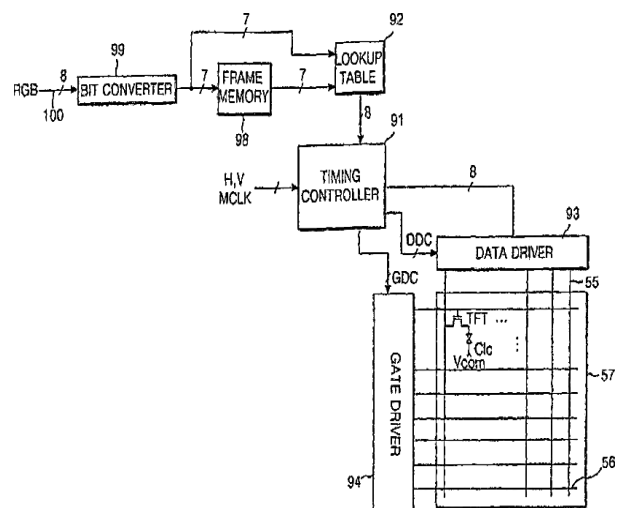 92
7
99
LOOKUP
TABLE
RGB
8
BIT CONVERTER
7
FRAME
MEMORY
7
100
98
8
91
H,V
MCLK
TIMING
CONTROLLER
8
93
DDC
DATA DRIVER
GDC
55
TFT ...
Clc
Vcom
57
GATE DRIVER
56
94